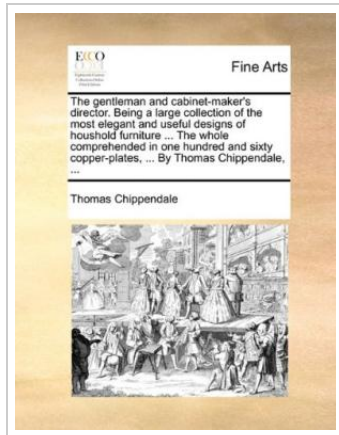 ECCO
Fine Arts
The gentleman and cabinet-maker's
director. Being a large collection of the
most elegant and useful designs of
houshold furniture ... The whole
comprehended in one hundred and sixty
copper-plates, ... By Thomas Chippendale,
...
Thomas Chippendale